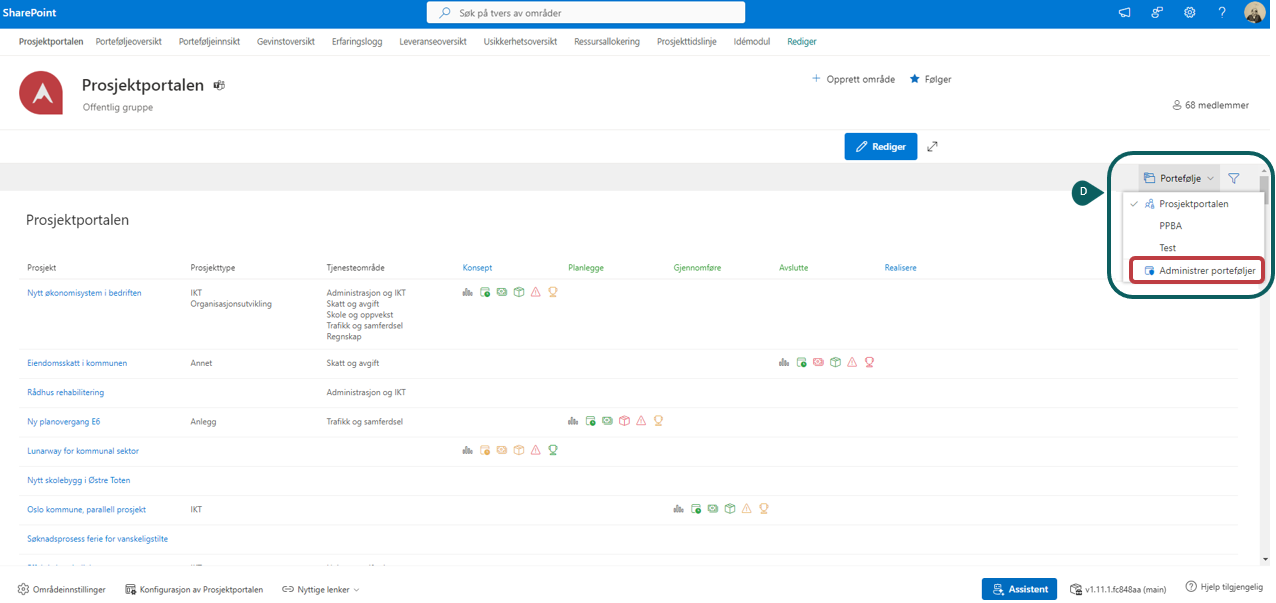 SharePoint
Søk på tvers av områder
Prosjektportalen Porteføljeoversikt Porteføljeinnsikt Gevinstoversikt Erfaringslogg Leveranseoversikt Usikkerhetsoversikt Ressursallokering Prosjekttidslinje Idémodul Rediger
Prosjektportalen
Offentlig gruppe
Opprett område Følger
68 medlemmer
Rediger
D
Portefølje
Prosjektportalen
PPBA
Test
Administrer porteføljer
Prosjektportalen
Prosjekt Prosjekttype Tjenesteområde Konsept Planlegge Gjennomføre Avslutte Realisere
Nytt økonomisystem i bedriften IKT Administrasjon og IKT
Organisasjonsutvikling Skatt og avgift
Skole og oppvekst
Trafikk og samferdsel
Regnskap
Eiendomsskatt i kommunen Annet Skatt og avgift
Rådhus rehabilitering Administrasjon og IKT
Ny planovergang E6 Anlegg Trafikk og samferdsel
Lunarway for kommunal sektor
Nytt skolebygg i Østre Toten
Oslo kommune, parallell prosjekt IKT
Søknadsprosess ferie for vanskeligstilte
Områdeinnstillinger Konfigurasjon av Prosjektportalen Nyttige lenker Assistent v1.11.1.fc848aa (main) Hjelp tilgjengelig